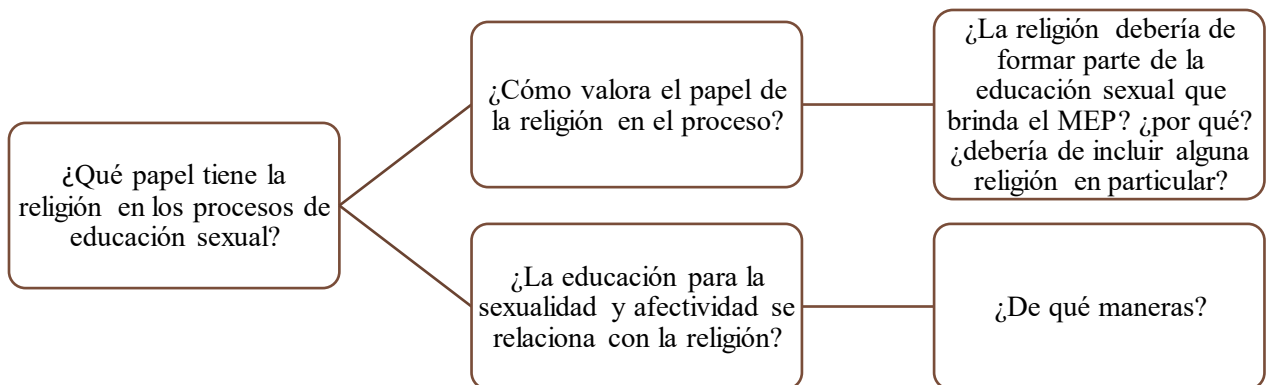 ¿Qué papel tiene la
religión en los procesos de
educación sexual?
¿Cómo valora el papel de
la religión en el proceso?
¿La religión debería de
formar parte de la
educación sexual que
brinda el MEP? ¿por qué?
¿debería de incluir alguna
religión en particular?
¿La educación para la
sexualidad y afectividad se
relaciona con la religión?
¿De qué maneras?